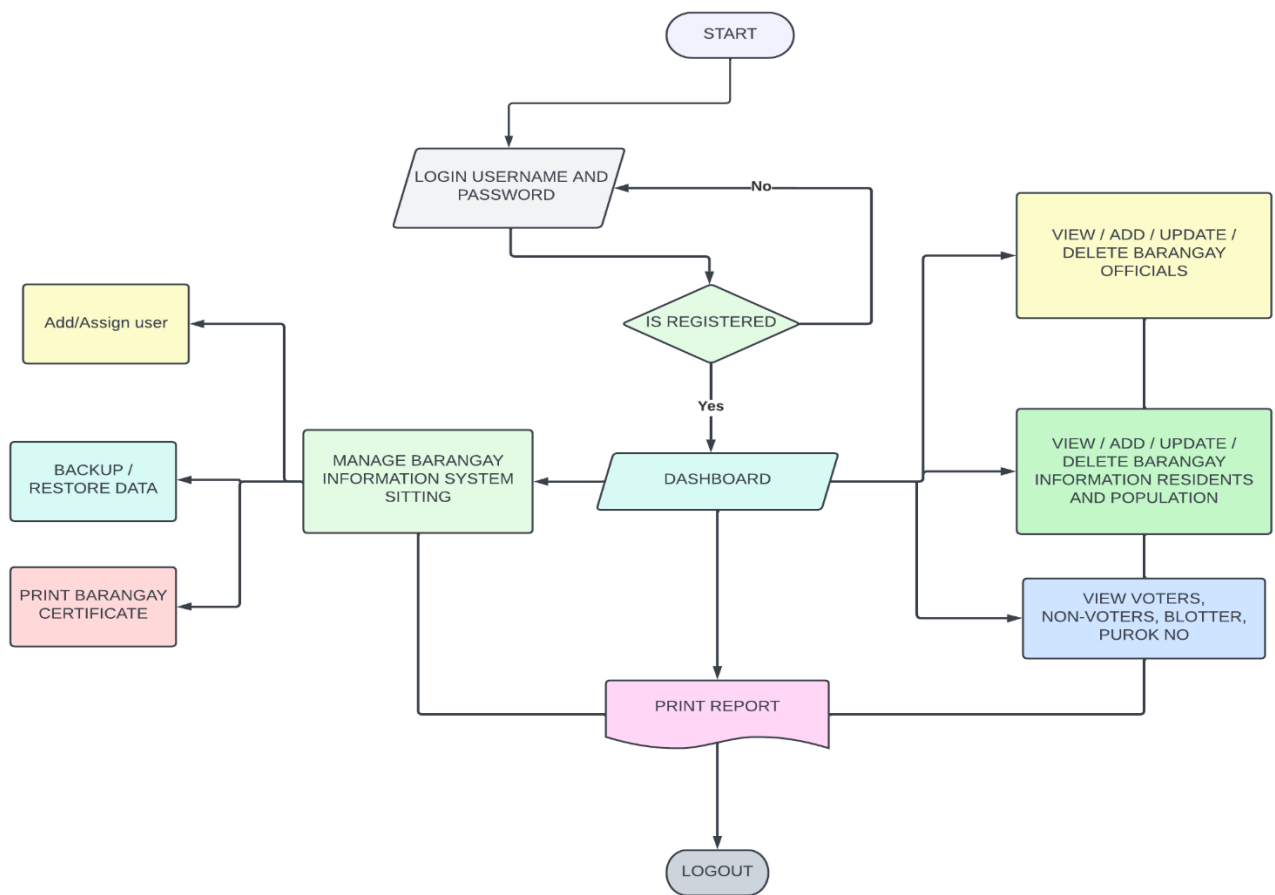 START
LOGIN USERNAME AND
PASSWORD
No
VIEW / ADD / UPDATE /
DELETE BARANGAY
OFFICIALS
Add/Assign user
IS REGISTERED
Yes
BACKUP /
RESTORE DATA
MANAGE BARANGAY
INFORMATION SYSTEM
SITTING
DASHBOARD
VIEW / ADD / UPDATE /
DELETE BARANGAY
INFORMATION RESIDENTS
AND POPULATION
PRINT BARANGAY
CERTIFICATE
VIEW VOTERS,
NON-VOTERS, BLOTTER,
PUROK NO
PRINT REPORT
LOGOUT